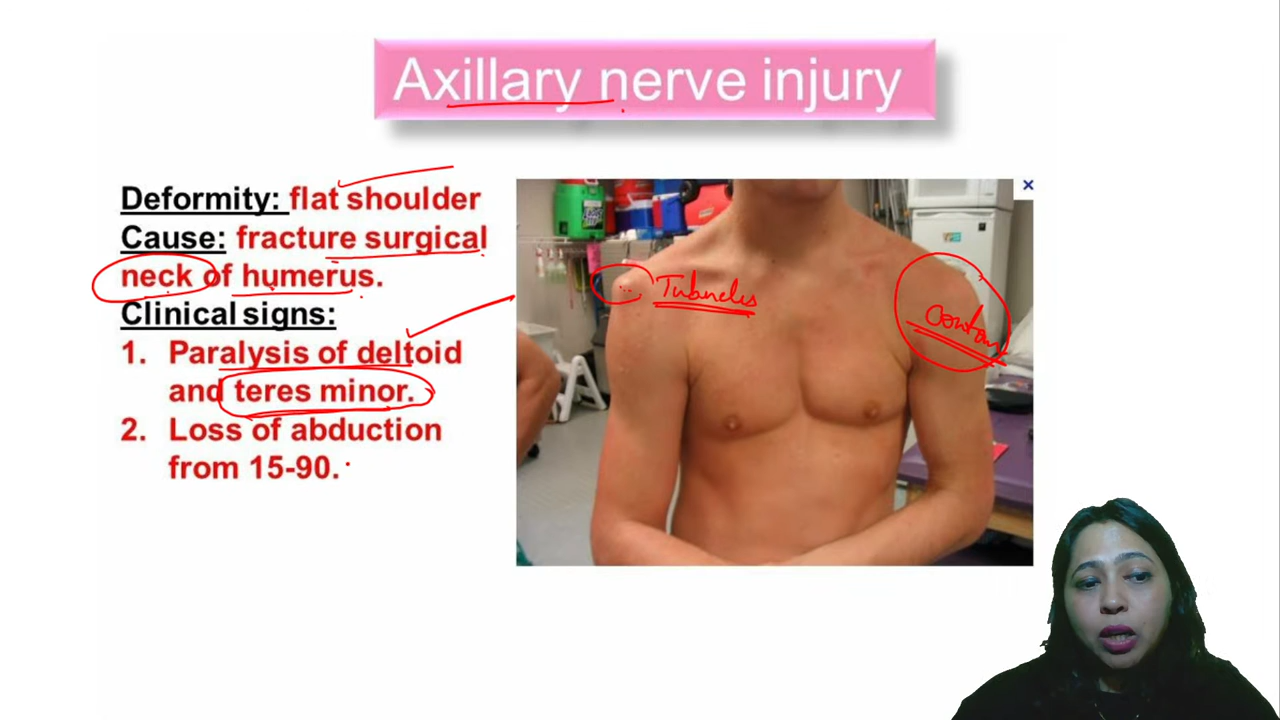 Axillary nerve injury
Deformity: flat shoulder
Cause: fracture surgical
neck of humerus.
Clinical signs:
1. Paralysis of deltoid
and teres minor.
2. Loss of abduction
from 15-90.